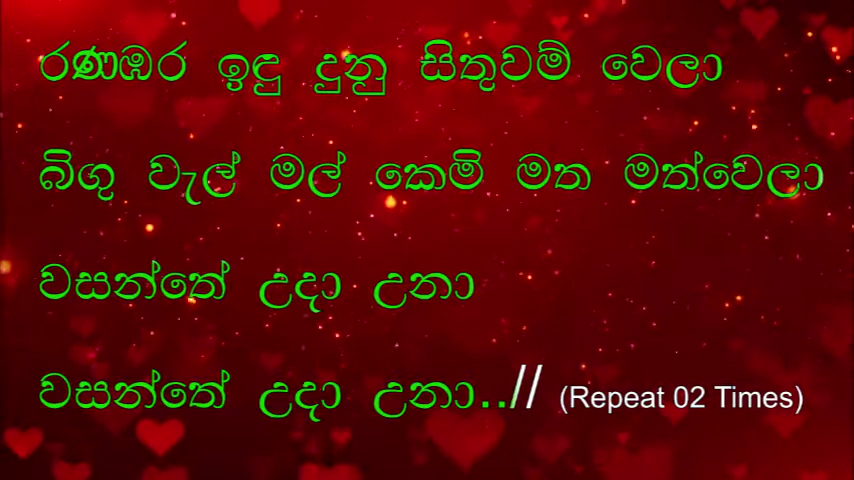 රණඹර ඉඳු දුනු සිතුවම් වෙලා
බිගු වැල් මල් කෙමි මත මත්වෙලා
වසන්තේ උදා උනා
වසන්තේ උදා උනා..// (Repeat 02 Times)